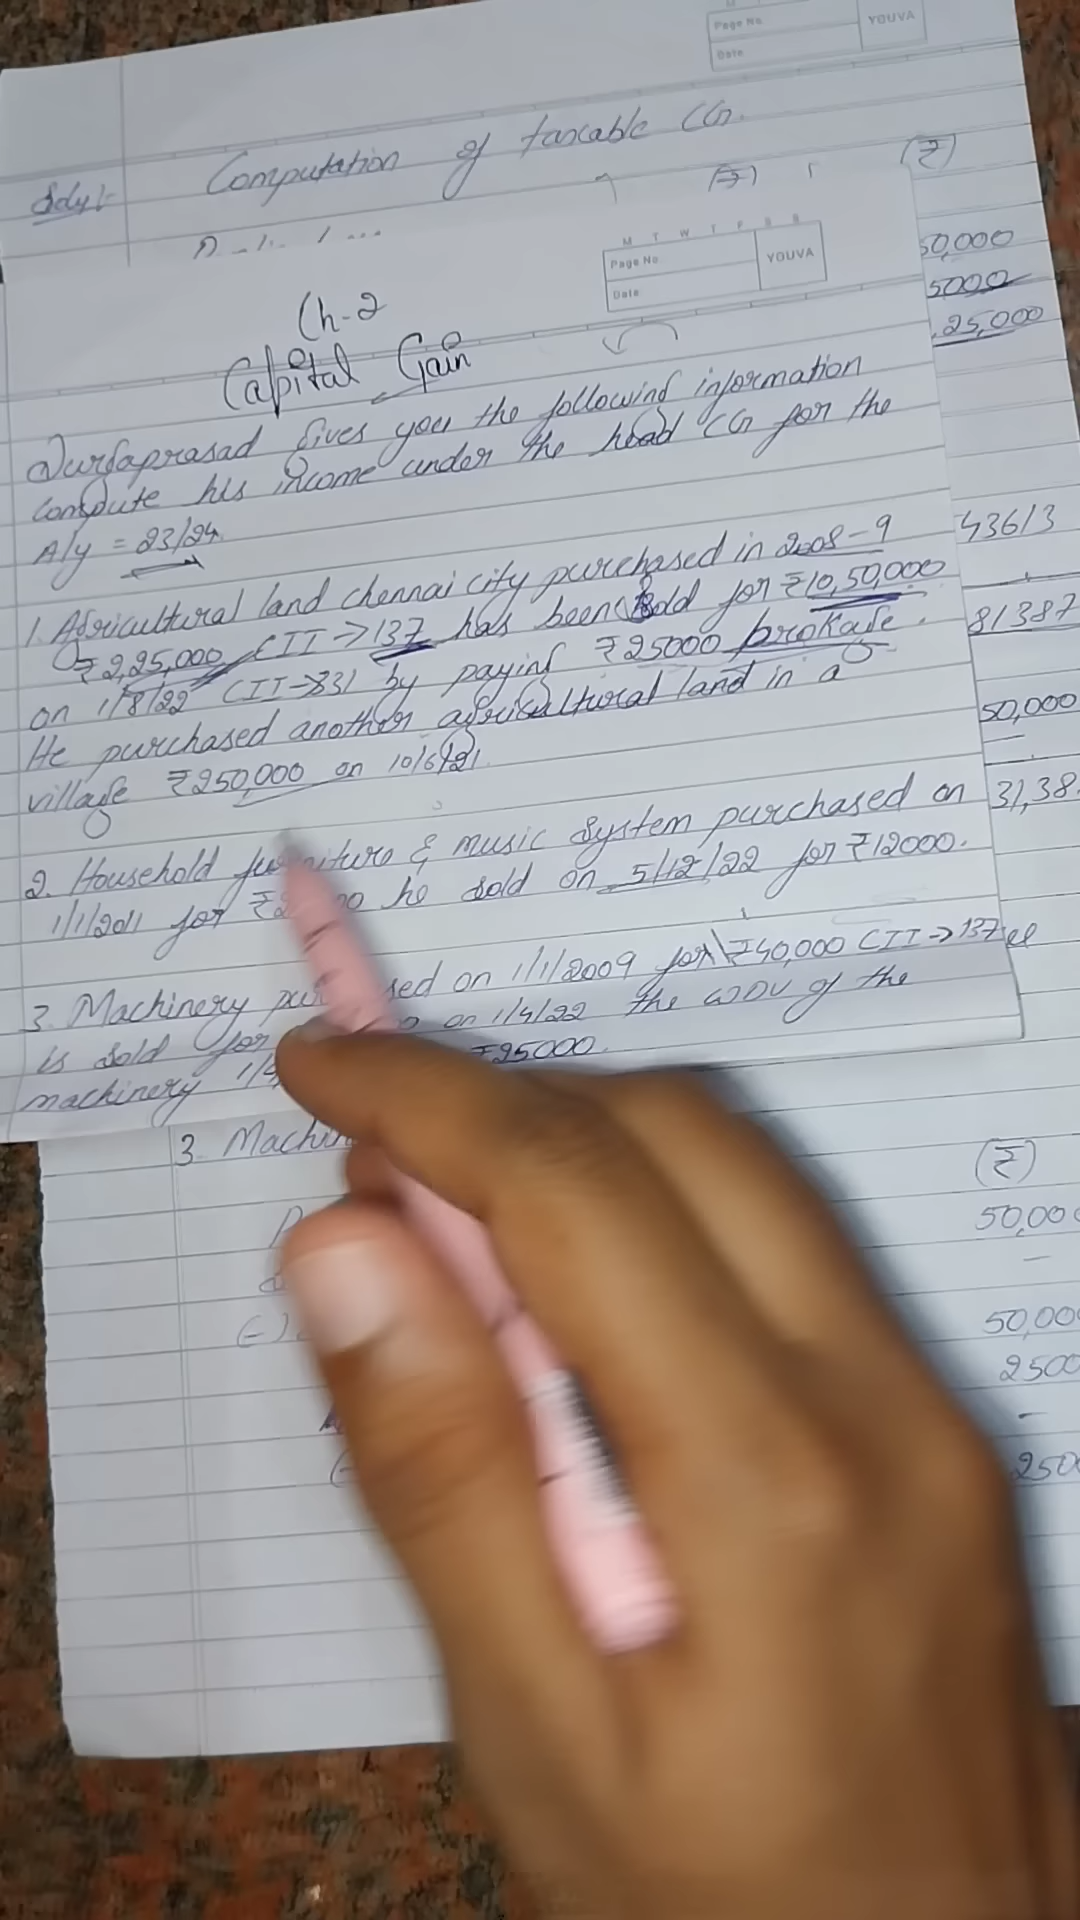 Page No.
YOUVA
Date
Computation of taxable CG.
Soln:-
(₹) (₹)
M T W T F S S
Page No
YOUVA
Date
50,000
5000
,25,000
Ch-2
Capital Gain
Durgaprasad gives you the following information
compute his income under the head CG for the
A/y = 23/24.
1. Agricultural land chennai city purchased in 2008-9
₹2,25,000 CII→137 has been sold for ₹10,50,000
on 1/8/22 CII→331 by paying ₹25000 brokage.
He purchased another agricultural land in a
village ₹250,000 on 10/6/21.
43613
81387
50,000
31,38
2. Household furniture & music system purchased on
1/1/2011 for he sold on 5/12/22 for ₹12000.
3. Machinery on 1/1/2009 for ₹40,000 CII→137
is sold for on 1/4/22 the WDV of the
machinery ₹25000.
3. Machin
(₹)
50,00
50,00
2500
250